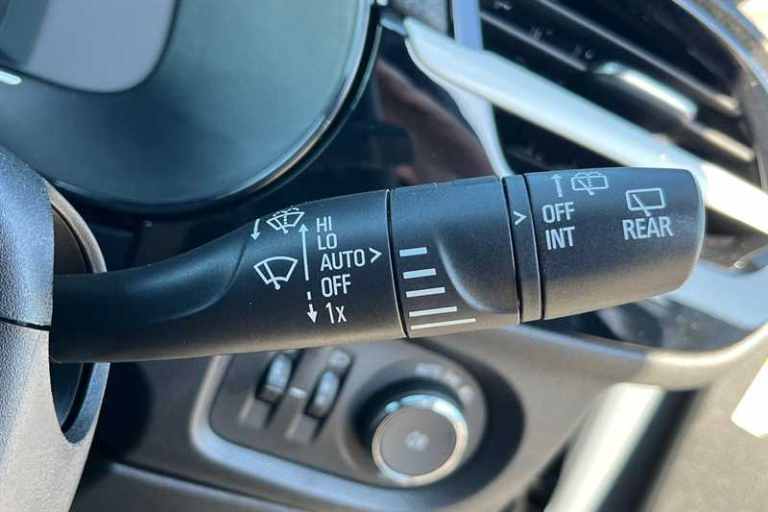 HI
LO
AUTO >
OFF
1x
>
OFF
INT
REAR